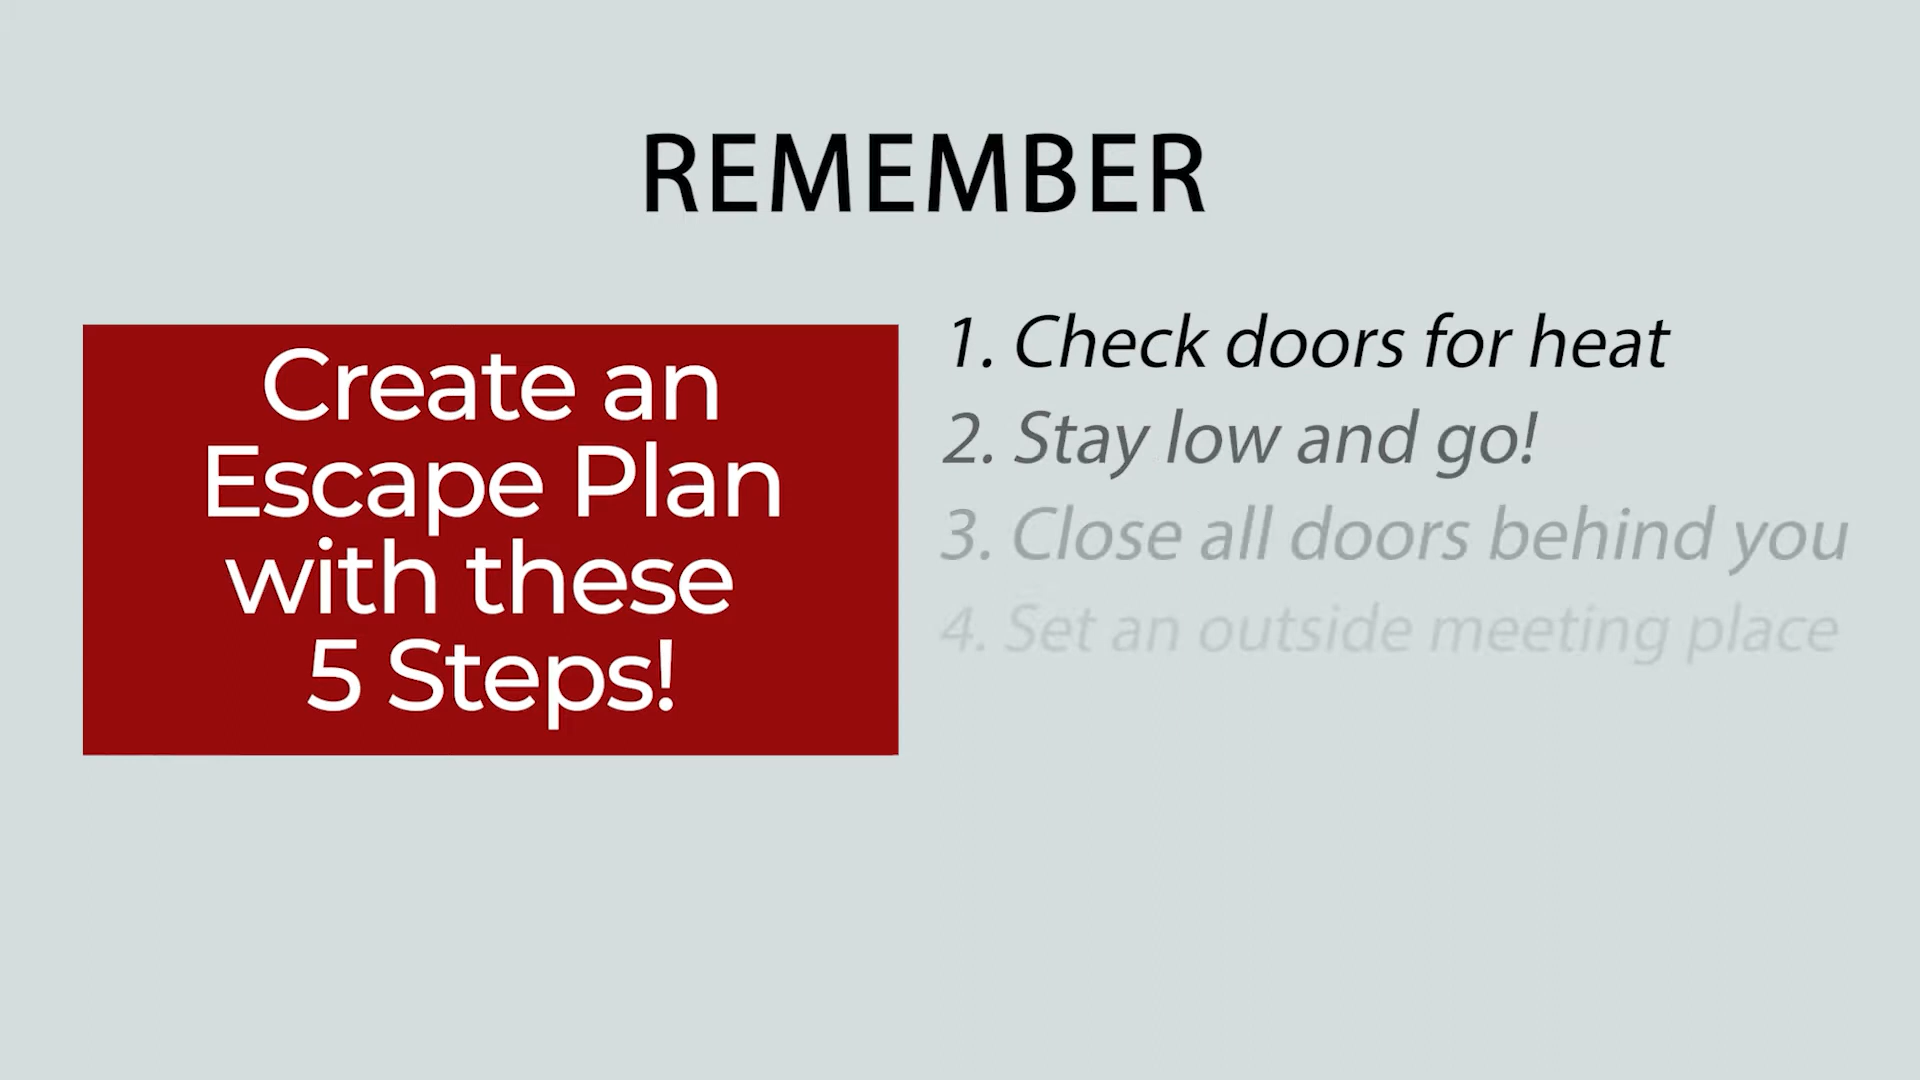 REMEMBER
Create an
Escape Plan
with these
5 Steps!
1. Check doors for heat
2. Stay low and go!
3. Close all doors behind you
4. Set an outside meeting place